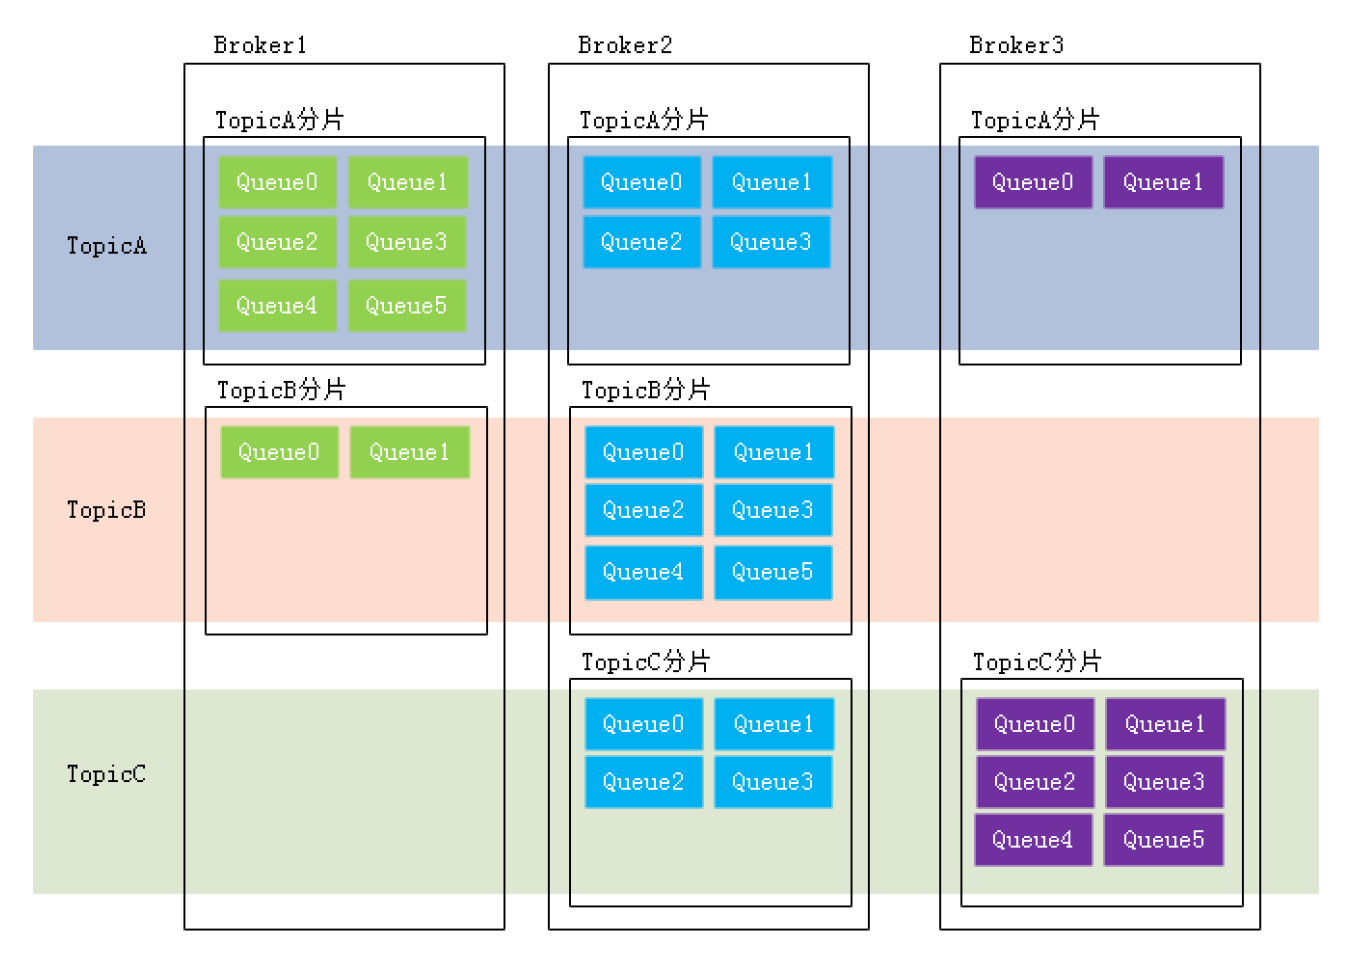 Broker1 Broker2 Broker3
TopicA分片 TopicA分片 TopicA分片
Queue0 Queue1 Queue0 Queue1 Queue0 Queue1
Queue2 Queue3 Queue2 Queue3
TopicA
Queue4 Queue5
TopicB分片 TopicB分片
Queue0 Queue1 Queue0 Queue1
TopicB Queue2 Queue3
Queue4 Queue5
TopicC分片 TopicC分片
Queue0 Queue1 Queue0 Queue1
TopicC Queue2 Queue3 Queue2 Queue3
Queue4 Queue5